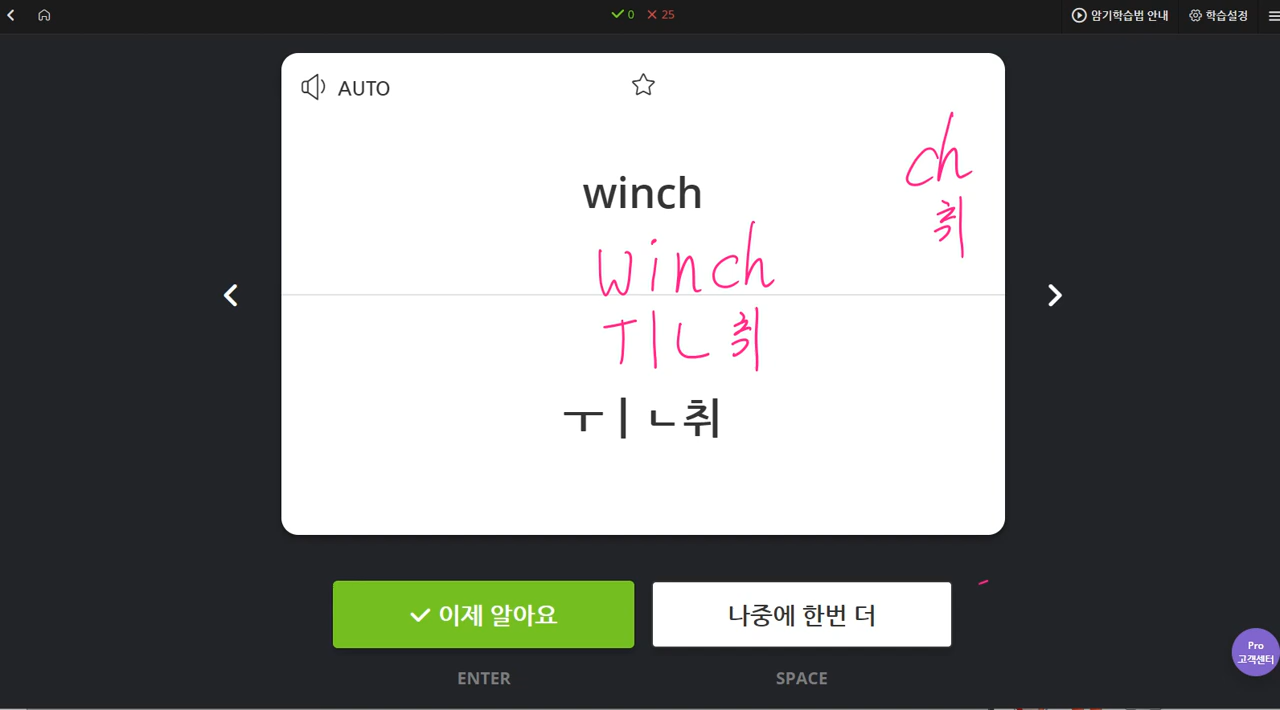 0 25 암기학습법 안내 학습설정
AUTO
winch
ch
취
winch
ㅜㅣㄴ취
ㅜㅣㄴ취
이제 알아요 나중에 한번 더
ENTER SPACE
Pro
고객센터